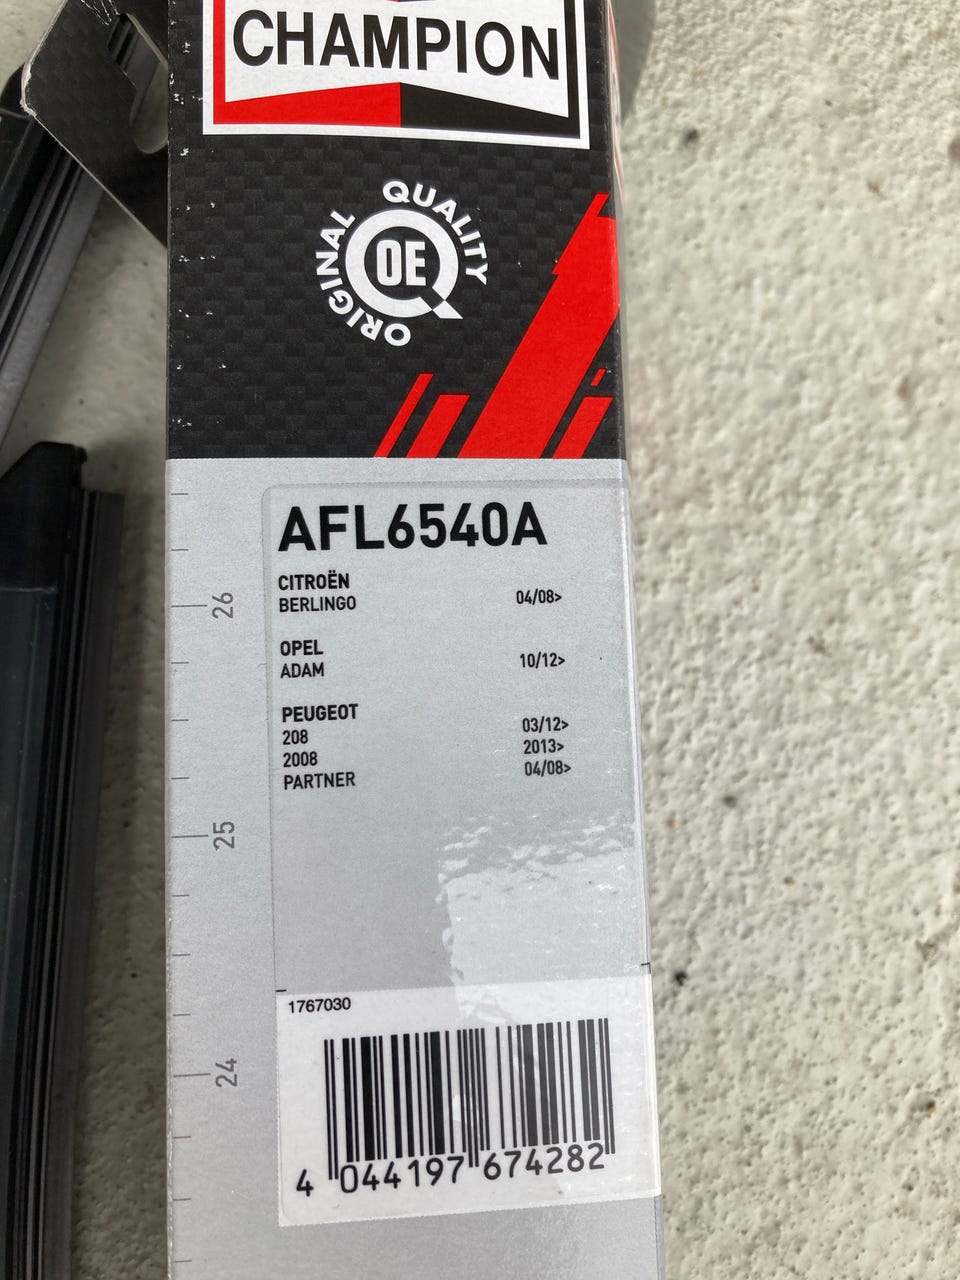 CHAMPION
ORIGINAL QUALITY
OE
AFL6540A
CITROËN
BERLINGO 04/08>
OPEL
ADAM 10/12>
PEUGEOT
208 03/12>
2008 2013>
PARTNER 04/08>
26
25
24
1767030
4 044197 674282